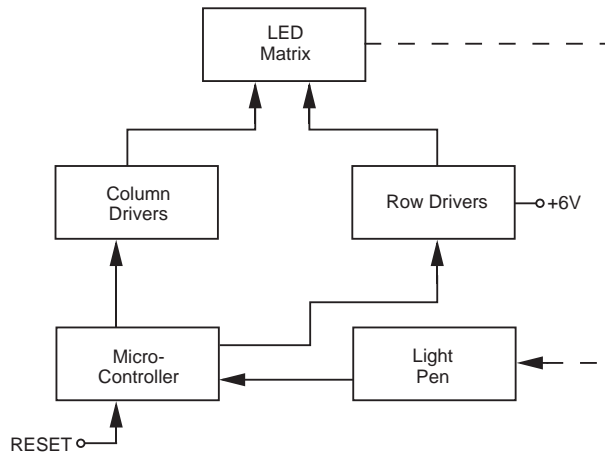 LED
Matrix
Column
Drivers
Row Drivers
+6V
Micro-
Controller
Light
Pen
RESET